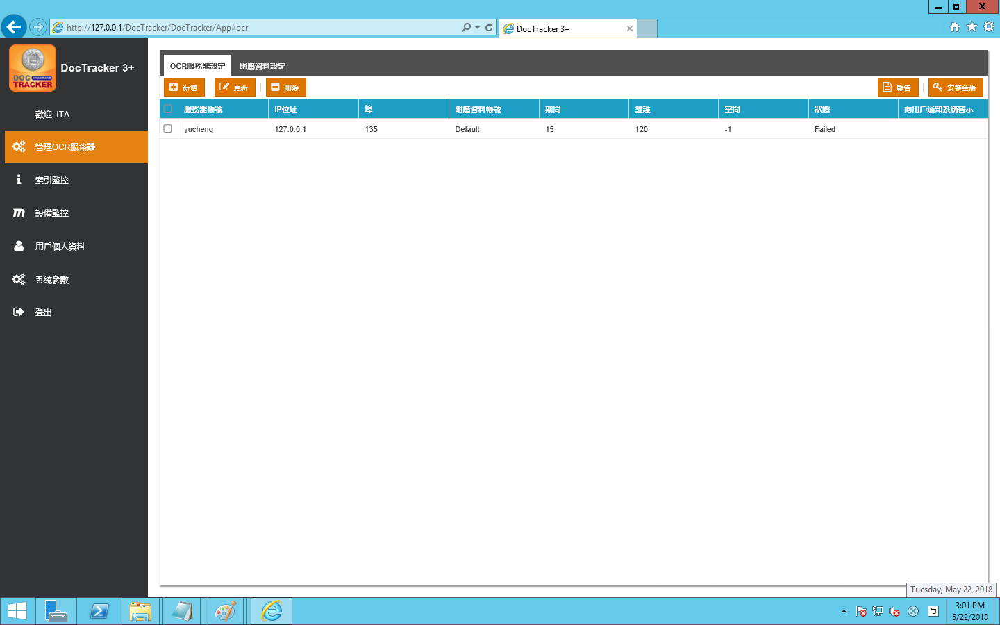 http://127.0.0.1/DocTracker/DocTracker/App#ocr
DocTracker 3+
DOC
TRACKER
DocTracker 3+
歡迎, ITA
管理OCR服務器
索引監控
設備監控
用戶個人資料
系統參數
登出
OCR服務器設定 附屬資料設定
新增 更新 刪除 報告 安裝金鑰
服務器帳號 IP位址 埠 附屬資料帳號 期間 維護 空間 狀態 向用戶通知系統警示
yucheng 127.0.0.1 135 Default 15 120 -1 Failed
Tuesday, May 22, 2018
3:01 PM
5/22/2018